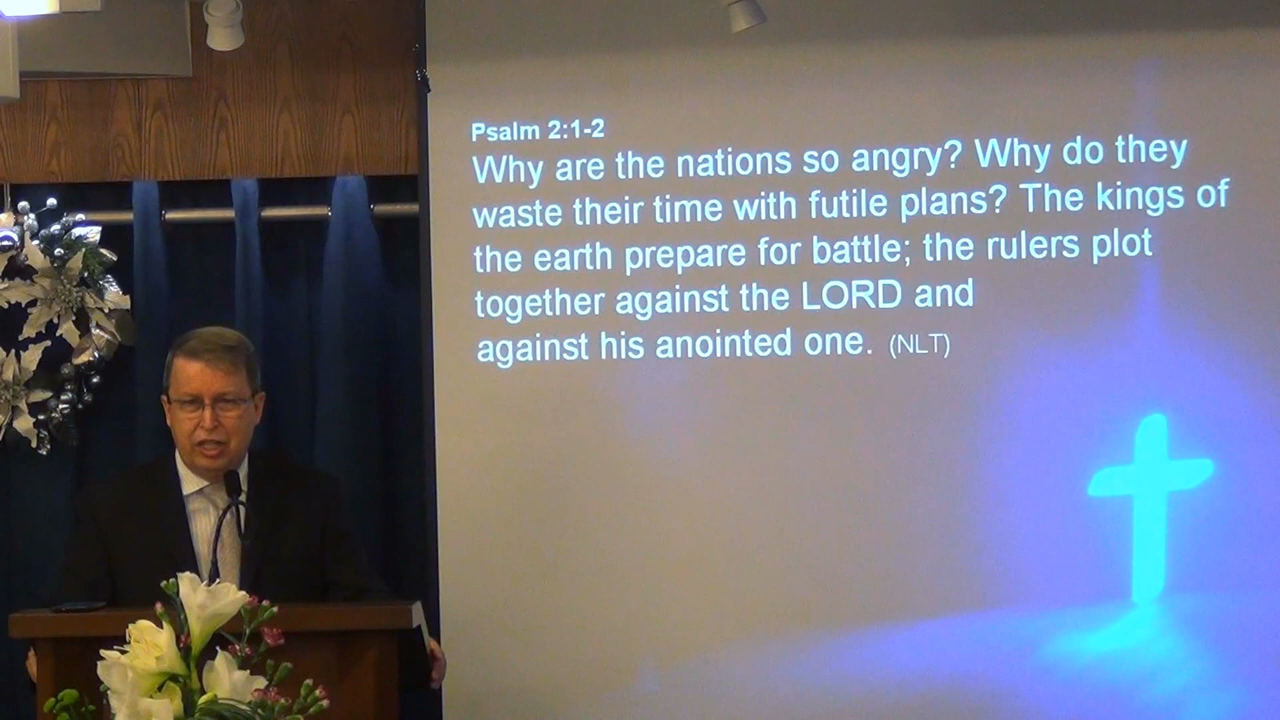 Psalm 2:1-2
Why are the nations so angry? Why do they
waste their time with futile plans? The kings of
the earth prepare for battle; the rulers plot
together against the LORD and
against his anointed one. (NLT)